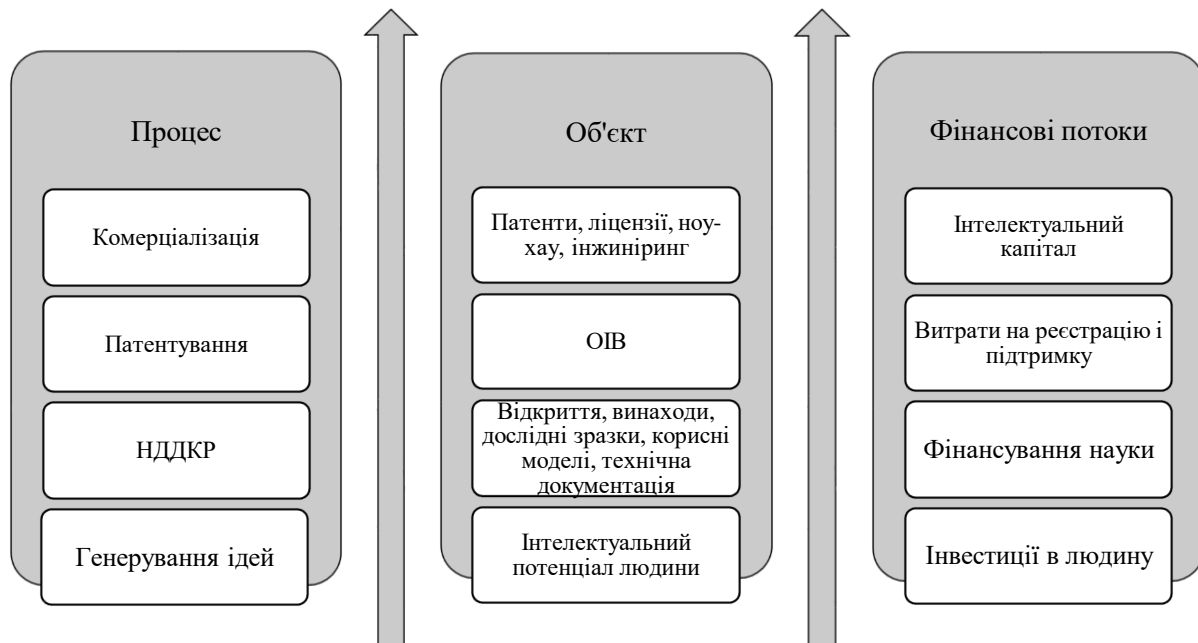 Процес
Комерціалізація
Патентування
НДДКР
Генерування ідей
Об'єкт
Патенти, ліцензії, ноу-
хау, інжиніринг
ОІВ
Відкриття, винаходи,
дослідні зразки, корисні
моделі, технічна
документація
Інтелектуальний
потенціал людини
Фінансові потоки
Інтелектуальний
капітал
Витрати на реєстрацію і
підтримку
Фінансування науки
Інвестиції в людину